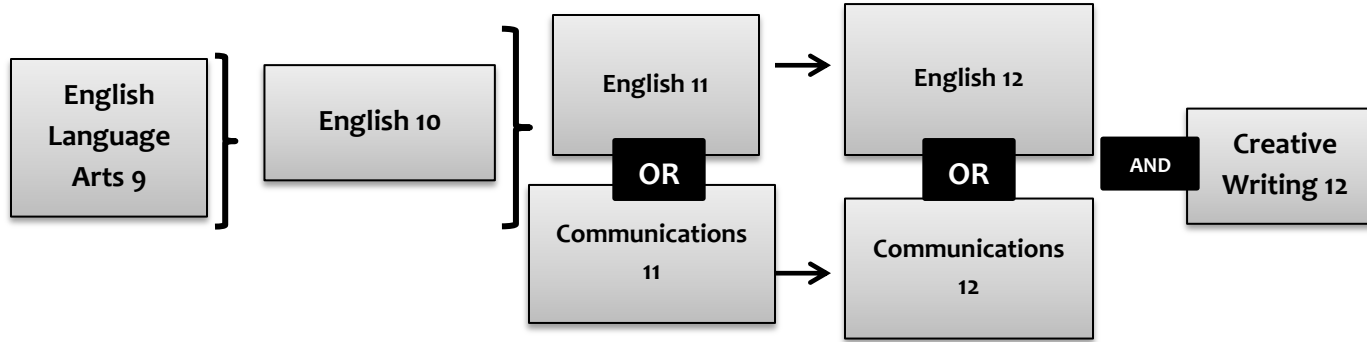 English
Language
Arts 9
English 10
English 11
OR
Communications
11
English 12
OR
Communications
12
AND
Creative
Writing 12